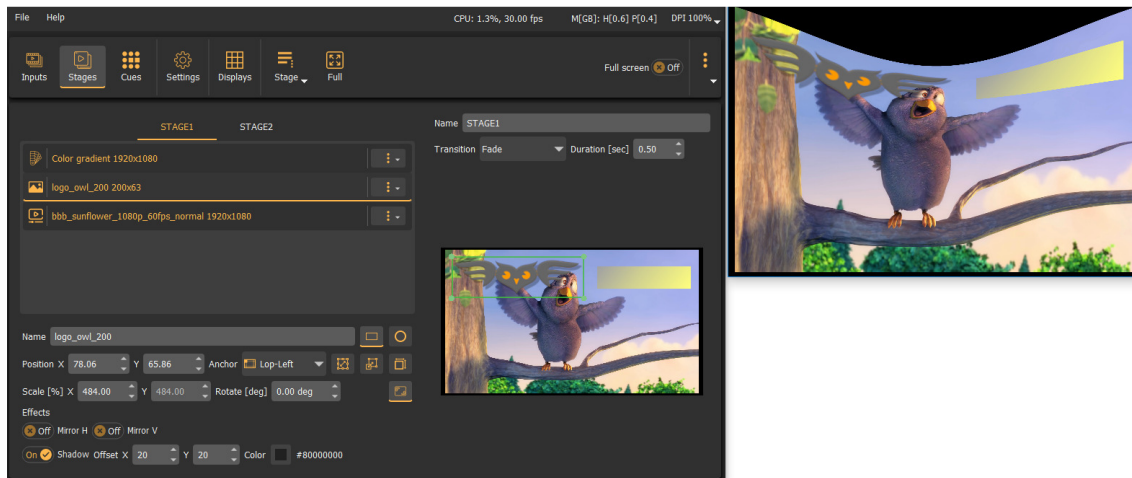 File Help
CPU: 1.3%, 30.00 fps M[GB]: H[0.6] P[0.4] DPI 100%
Inputs Stages Cues Settings Displays Stage Full
Full screen Off
STAGE1 STAGE2
Color gradient 1920x1080
logo_owl_200 200x63
bbb_sunflower_1080p_60fps_normal 1920x1080
Name STAGE1
Transition Fade Duration [sec] 0.50
Name logo_owl_200
Position X 78.06 Y 65.86 Anchor Lop-Left
Scale [%] X 484.00 Y 484.00 Rotate [deg] 0.00 deg
Effects
Off Mirror H Off Mirror V
On Shadow Offset X 20 Y 20 Color #80000000